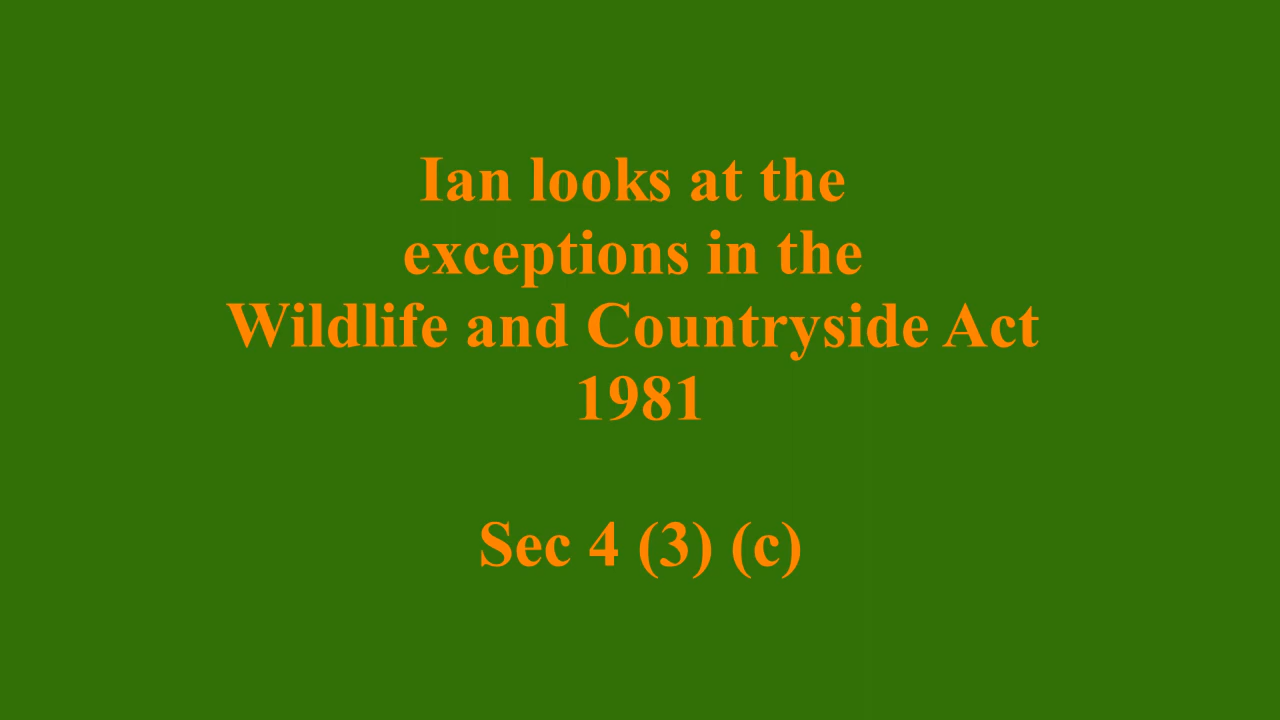 Ian looks at the
exceptions in the
Wildlife and Countryside Act
1981
Sec 4 (3) (c)